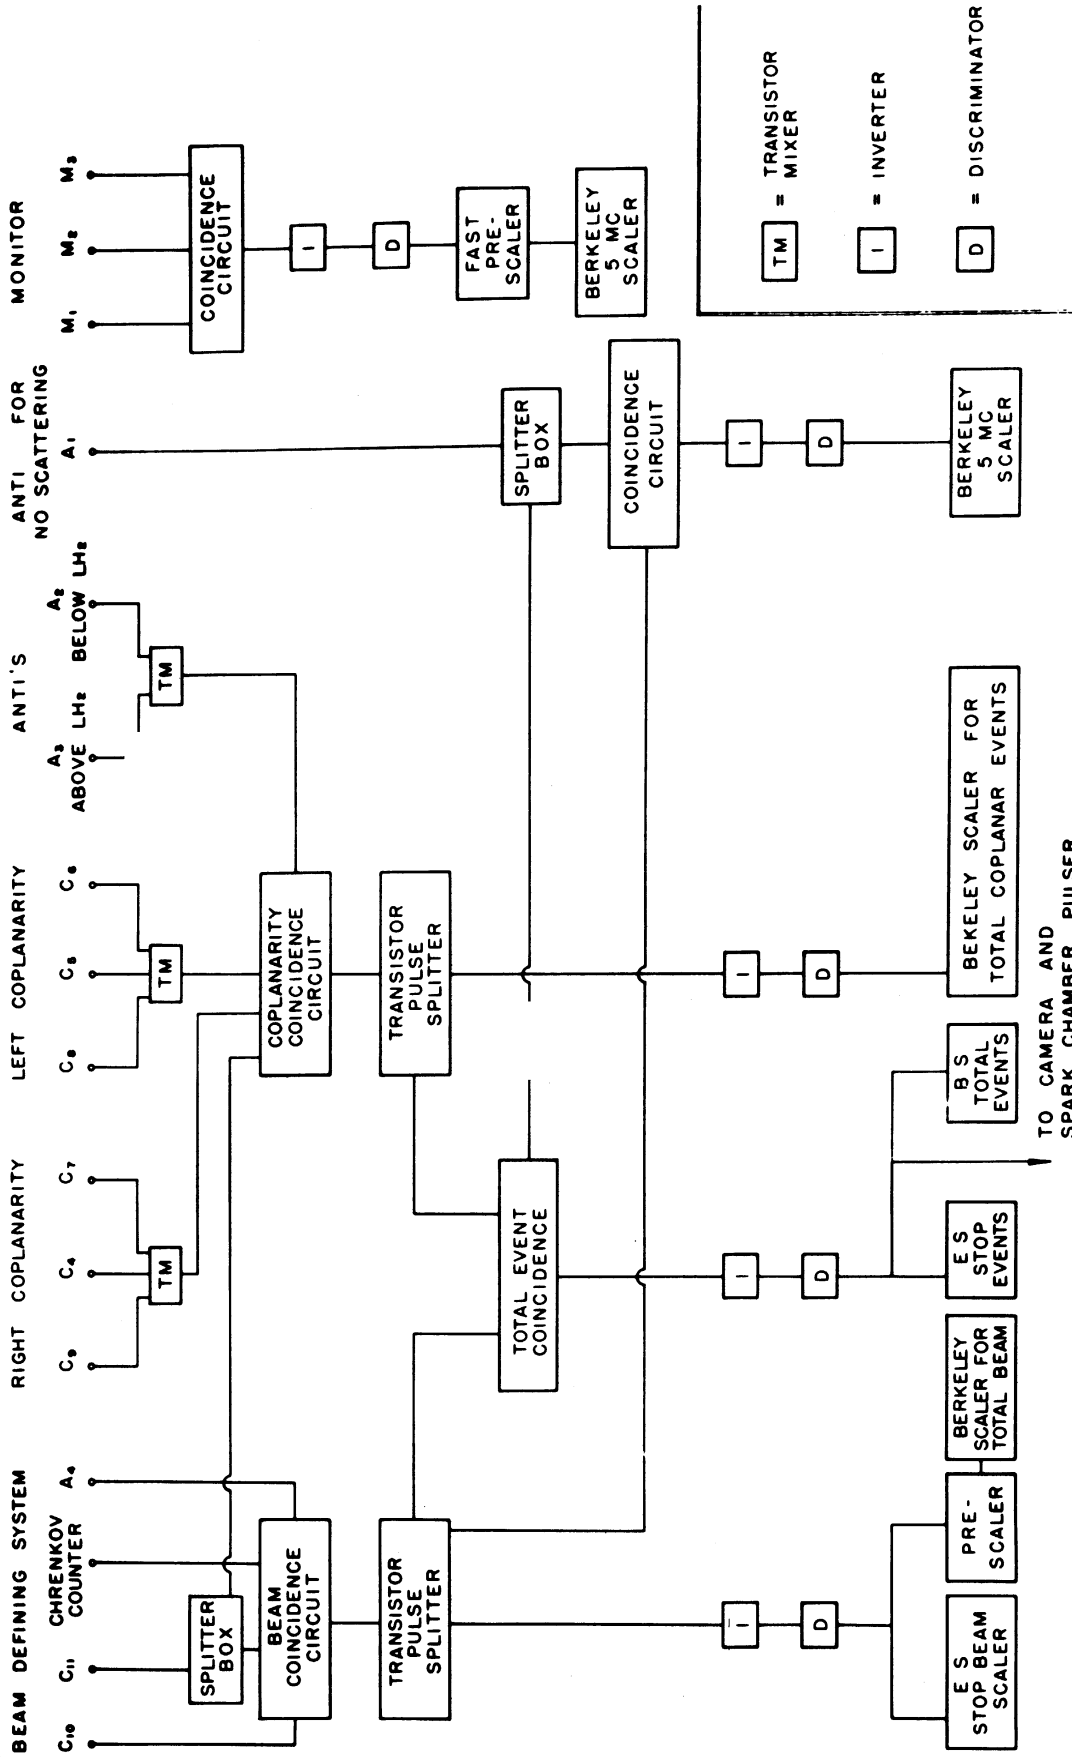 BEAM DEFINING SYSTEM
RIGHT COPLANARITY
LEFT COPLANARITY
ANTI'S
ANTI FOR
NO SCATTERING
MONITOR
C₁₀
C₁₁
CHRENKOV
COUNTER
A₄
C₉
C₄
C₇
C₈
C₅
C₆
A₃
ABOVE LH₂
A₂
BELOW LH₂
A₁
M₁
M₂
M₃
SPLITTER
BOX
TM
TM
TM
COINCIDENCE
CIRCUIT
BEAM
COINCIDENCE
CIRCUIT
COPLANARITY
COINCIDENCE
CIRCUIT
I
D
TRANSISTOR
PULSE
SPLITTER
TRANSISTOR
PULSE
SPLITTER
FAST
PRE-
SCALER
TOTAL EVENT
COINCIDENCE
SPLITTER
BOX
BERKELEY
5 MC
SCALER
COINCIDENCE
CIRCUIT
I
I
I
I
D
D
D
D
E S
STOP BEAM
SCALER
PRE-
SCALER
BERKELEY
SCALER FOR
TOTAL BEAM
E S
STOP
EVENTS
B S
TOTAL
EVENTS
BEKELEY SCALER FOR
TOTAL COPLANAR EVENTS
BERKELEY
5 MC
SCALER
TO CAMERA AND
SPARK CHAMBER PULSER
TM = TRANSISTOR
MIXER
I = INVERTER
D = DISCRIMINATOR